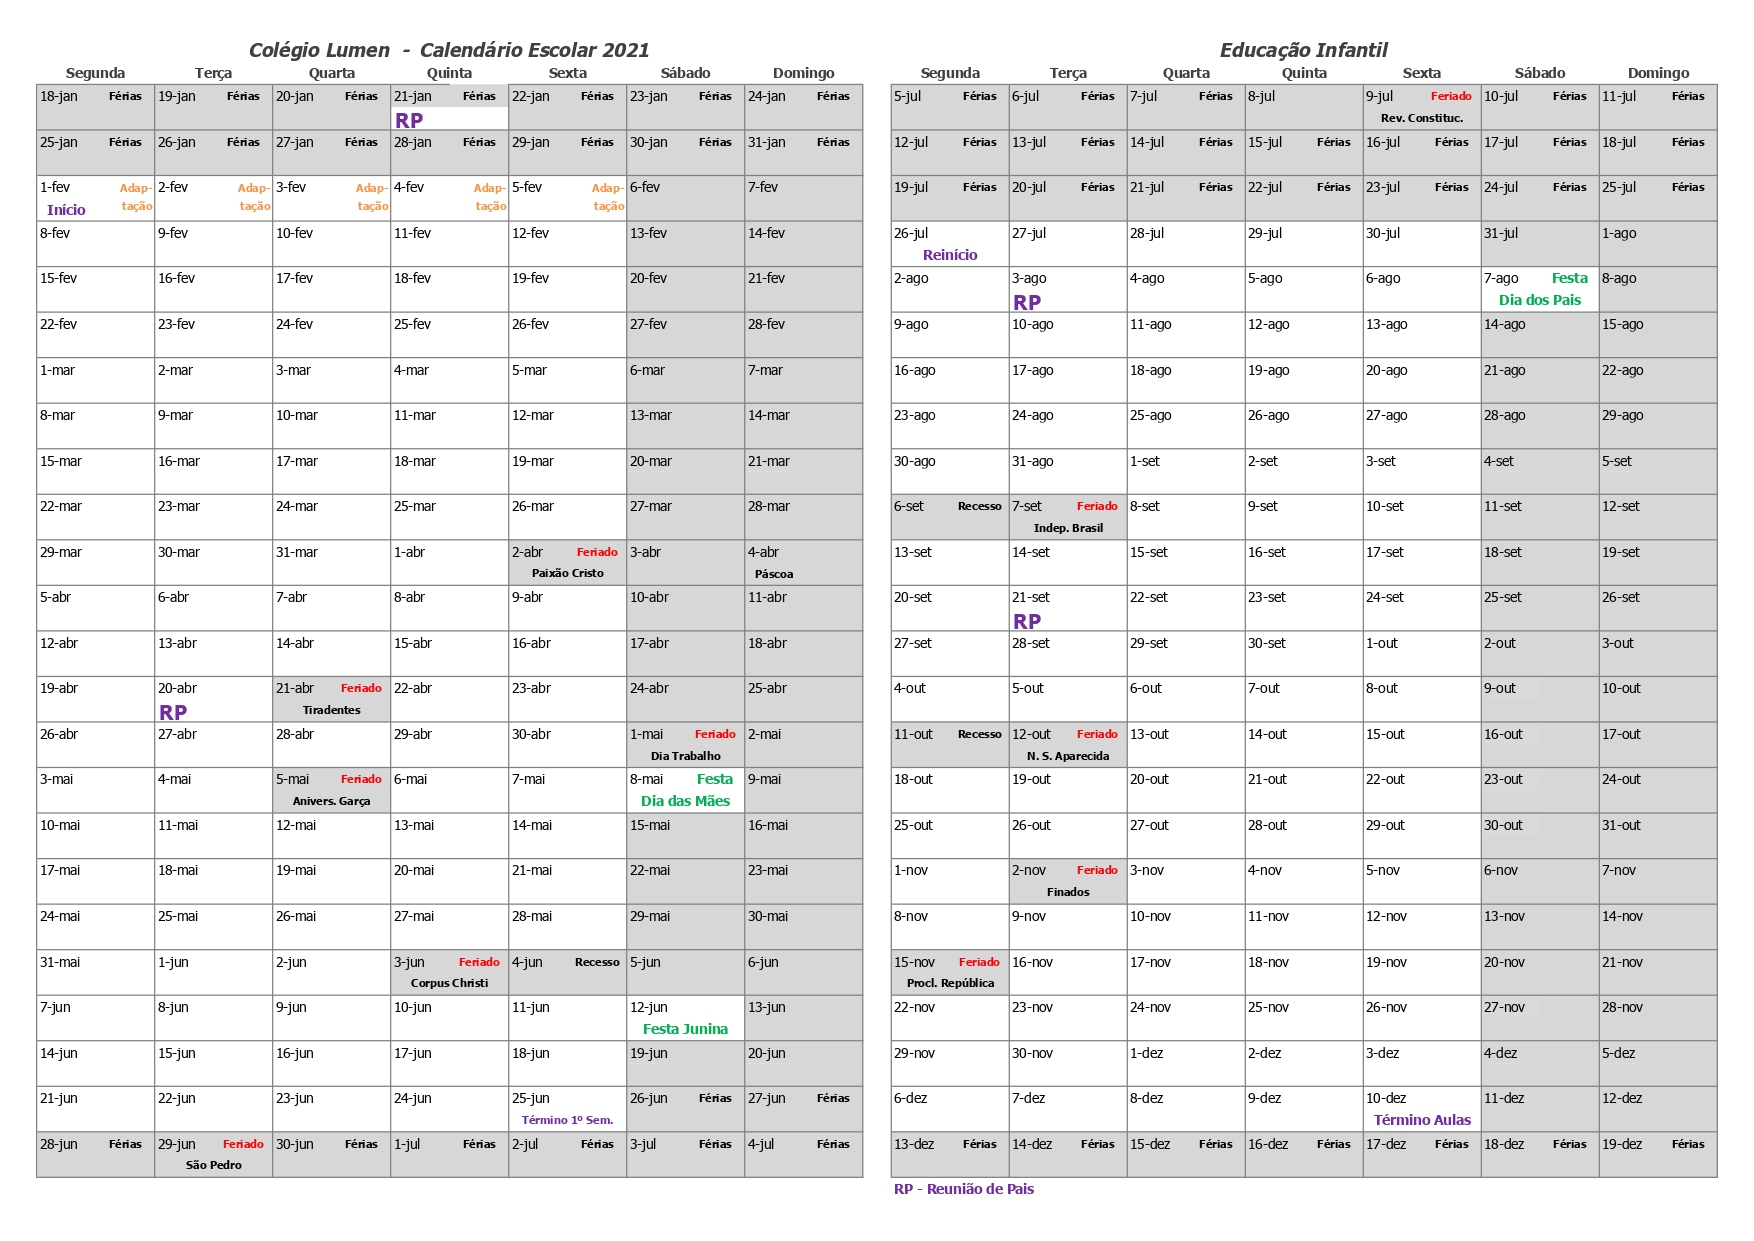 Colégio Lumen - Calendário Escolar 2021
Segunda Terça Quarta Quinta Sexta Sábado Domingo
18-jan Férias 19-jan Férias 20-jan Férias 21-jan Férias 22-jan Férias 23-jan Férias 24-jan Férias
RP
25-jan Férias 26-jan Férias 27-jan Férias 28-jan Férias 29-jan Férias 30-jan Férias 31-jan Férias
1-fev Adap- 2-fev Adap- 3-fev Adap- 4-fev Adap- 5-fev Adap- 6-fev 7-fev
Início tação tação tação tação tação
8-fev 9-fev 10-fev 11-fev 12-fev 13-fev 14-fev
15-fev 16-fev 17-fev 18-fev 19-fev 20-fev 21-fev
22-fev 23-fev 24-fev 25-fev 26-fev 27-fev 28-fev
1-mar 2-mar 3-mar 4-mar 5-mar 6-mar 7-mar
8-mar 9-mar 10-mar 11-mar 12-mar 13-mar 14-mar
15-mar 16-mar 17-mar 18-mar 19-mar 20-mar 21-mar
22-mar 23-mar 24-mar 25-mar 26-mar 27-mar 28-mar
29-mar 30-mar 31-mar 1-abr 2-abr Feriado 3-abr 4-abr
Paixão Cristo Páscoa
5-abr 6-abr 7-abr 8-abr 9-abr 10-abr 11-abr
12-abr 13-abr 14-abr 15-abr 16-abr 17-abr 18-abr
19-abr 20-abr 21-abr Feriado 22-abr 23-abr 24-abr 25-abr
RP Tiradentes
26-abr 27-abr 28-abr 29-abr 30-abr 1-mai Feriado 2-mai
Dia Trabalho
3-mai 4-mai 5-mai Feriado 6-mai 7-mai 8-mai Festa 9-mai
Anivers. Garça Dia das Mães
10-mai 11-mai 12-mai 13-mai 14-mai 15-mai 16-mai
17-mai 18-mai 19-mai 20-mai 21-mai 22-mai 23-mai
24-mai 25-mai 26-mai 27-mai 28-mai 29-mai 30-mai
31-mai 1-jun 2-jun 3-jun Feriado 4-jun Recesso 5-jun 6-jun
Corpus Christi
7-jun 8-jun 9-jun 10-jun 11-jun 12-jun 13-jun
Festa Junina
14-jun 15-jun 16-jun 17-jun 18-jun 19-jun 20-jun
21-jun 22-jun 23-jun 24-jun 25-jun 26-jun Férias 27-jun Férias
Término 1º Sem.
28-jun Férias 29-jun Feriado 30-jun Férias 1-jul Férias 2-jul Férias 3-jul Férias 4-jul Férias
São Pedro
Educação Infantil
Segunda Terça Quarta Quinta Sexta Sábado Domingo
5-jul Férias 6-jul Férias 7-jul Férias 8-jul 9-jul Feriado 10-jul Férias 11-jul Férias
Rev. Constituc.
12-jul Férias 13-jul Férias 14-jul Férias 15-jul Férias 16-jul Férias 17-jul Férias 18-jul Férias
19-jul Férias 20-jul Férias 21-jul Férias 22-jul Férias 23-jul Férias 24-jul Férias 25-jul Férias
26-jul 27-jul 28-jul 29-jul 30-jul 31-jul 1-ago
Reinício
2-ago 3-ago 4-ago 5-ago 6-ago 7-ago Festa 8-ago
RP Dia dos Pais
9-ago 10-ago 11-ago 12-ago 13-ago 14-ago 15-ago
16-ago 17-ago 18-ago 19-ago 20-ago 21-ago 22-ago
23-ago 24-ago 25-ago 26-ago 27-ago 28-ago 29-ago
30-ago 31-ago 1-set 2-set 3-set 4-set 5-set
6-set Recesso 7-set Feriado 8-set 9-set 10-set 11-set 12-set
Indep. Brasil
13-set 14-set 15-set 16-set 17-set 18-set 19-set
20-set 21-set 22-set 23-set 24-set 25-set 26-set
RP
27-set 28-set 29-set 30-set 1-out 2-out 3-out
4-out 5-out 6-out 7-out 8-out 9-out 10-out
11-out Recesso 12-out Feriado 13-out 14-out 15-out 16-out 17-out
N. S. Aparecida
18-out 19-out 20-out 21-out 22-out 23-out 24-out
25-out 26-out 27-out 28-out 29-out 30-out 31-out
1-nov 2-nov Feriado 3-nov 4-nov 5-nov 6-nov 7-nov
Finados
8-nov 9-nov 10-nov 11-nov 12-nov 13-nov 14-nov
15-nov Feriado 16-nov 17-nov 18-nov 19-nov 20-nov 21-nov
Procl. República
22-nov 23-nov 24-nov 25-nov 26-nov 27-nov 28-nov
29-nov 30-nov 1-dez 2-dez 3-dez 4-dez 5-dez
6-dez 7-dez 8-dez 9-dez 10-dez 11-dez 12-dez
Término Aulas
13-dez Férias 14-dez Férias 15-dez Férias 16-dez Férias 17-dez Férias 18-dez Férias 19-dez Férias
RP - Reunião de Pais